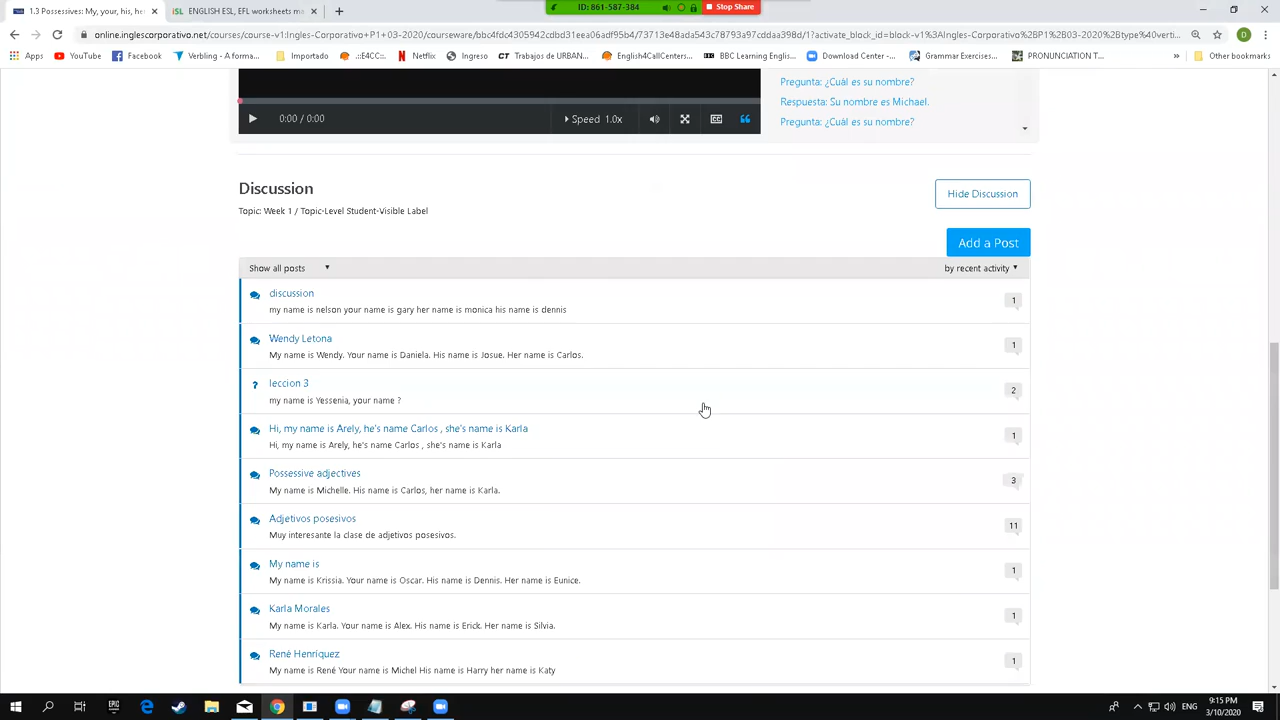 1.3 Possessives: My, your, his, he
ENGLISH ESL, EFL worksheets m
ID: 861-587-384
Stop Share
online.inglescorporativo.net/courses/course-v1:Ingles-Corporativo+P1+03-2020/courseware/bbc4fdc4305942cdbd31eea06adf95b4/73713e48ada543c78793a972cdaa398d/1?activate_block_id=block-v1%3AIngles-Corporativo%2BP1%2B03-2020%2Btype%40verti...
Apps
YouTube
Facebook
Verbling - A forma...
Importado
.::E4CC::.
Netflix
Ingreso
Trabajos de URBAN...
English4CallCenters...
BBC Learning Engli...
Download Center -...
Grammar Exercises...
PRONUNCIATION T...
Other bookmarks
Pregunta: ¿Cuál es su nombre?
Respuesta: Su nombre es Michael.
Pregunta: ¿Cuál es su nombre?
0:00 / 0:00
Speed 1.0x
Discussion
Hide Discussion
Topic: Week 1 / Topic-Level Student-Visible Label
Add a Post
Show all posts
by recent activity
discussion
1
my name is nelson your name is gary her name is monica his name is dennis
Wendy Letona
1
My name is Wendy. Your name is Daniela. His name is Josue. Her name is Carlos.
leccion 3
2
my name is Yessenia, your name ?
Hi, my name is Arely, he's name Carlos , she's name is Karla
1
Hi, my name is Arely, he's name Carlos , she's name is Karla
Possessive adjectives
3
My name is Michelle. His name is Carlos, her name is Karla.
Adjetivos posesivos
11
Muy interesante la clase de adjetivos posesivos.
My name is
1
My name is Krissia. Your name is Oscar. His name is Dennis. Her name is Eunice.
Karla Morales
1
My name is Karla. Your name is Alex. His name is Erick. Her name is Silvia.
René Henríquez
1
My name is René Your name is Michel His name is Harry her name is Katy
ENG
9:15 PM
3/10/2020